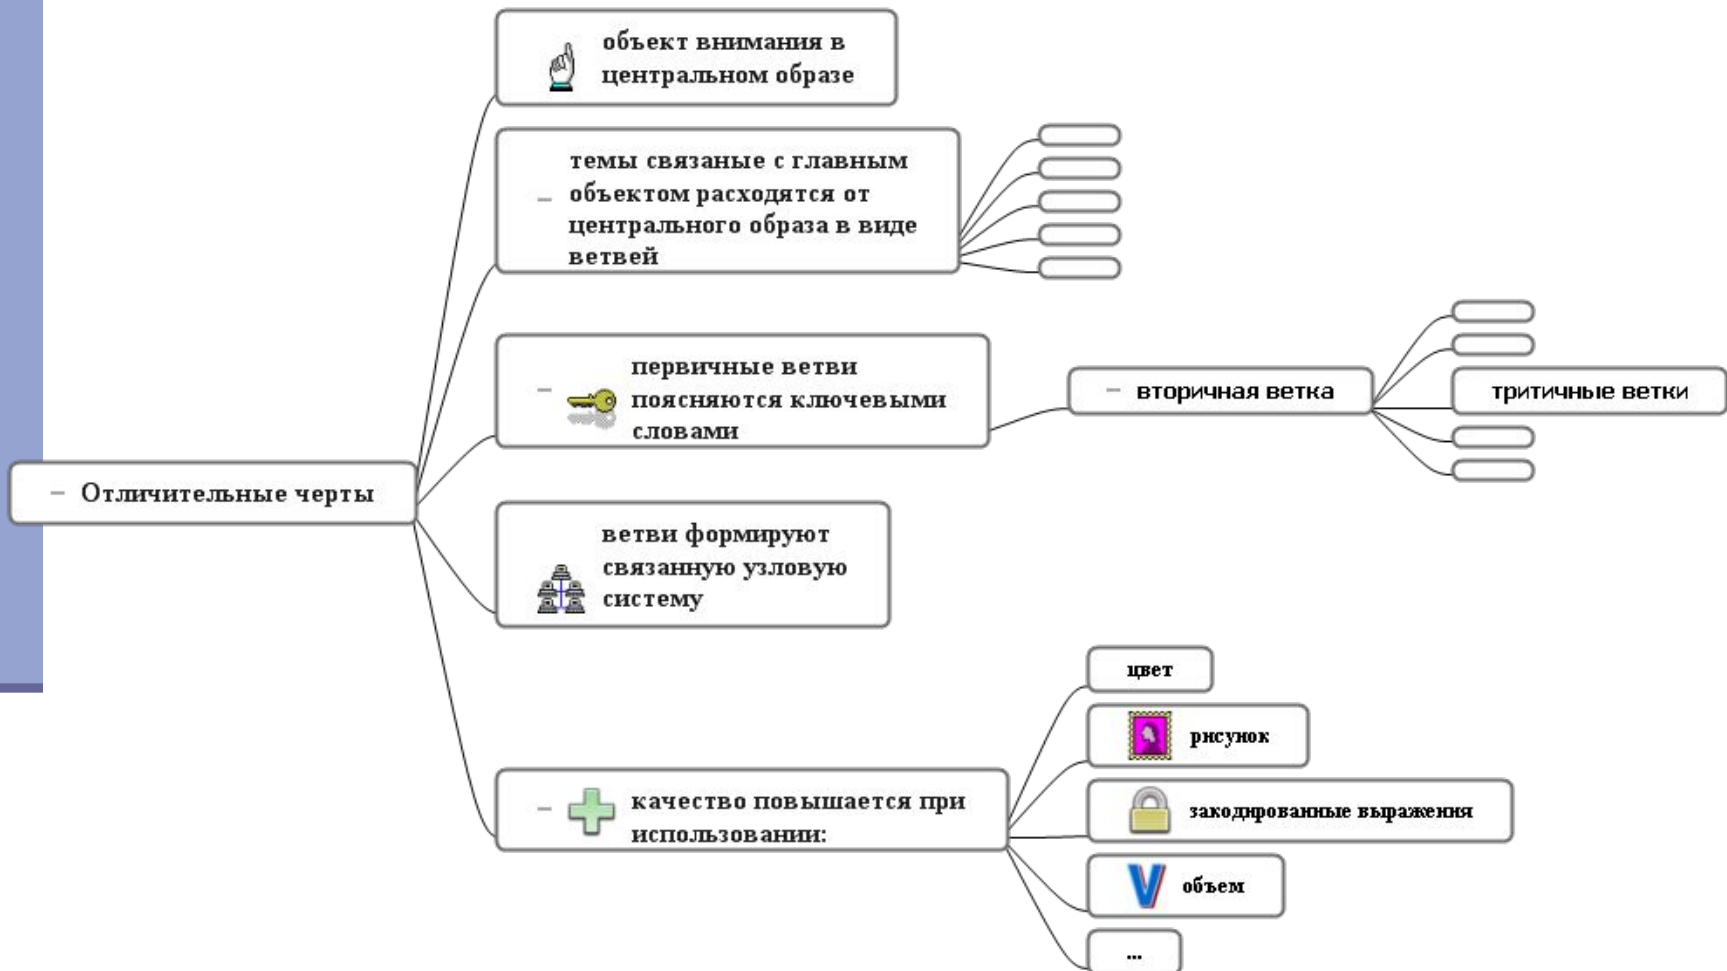 объект внимания в
центральном образе
темы связаные с главным
объектом расходятся от
центрального образа в виде
ветвей
первичные ветви
поясняются ключевыми
словами
вторичная ветка
тритичные ветки
Отличительные черты
ветви формируют
связанную узловую
систему
цвет
рисунок
качество повышается при
использовании:
закодированные выражения
объем
...